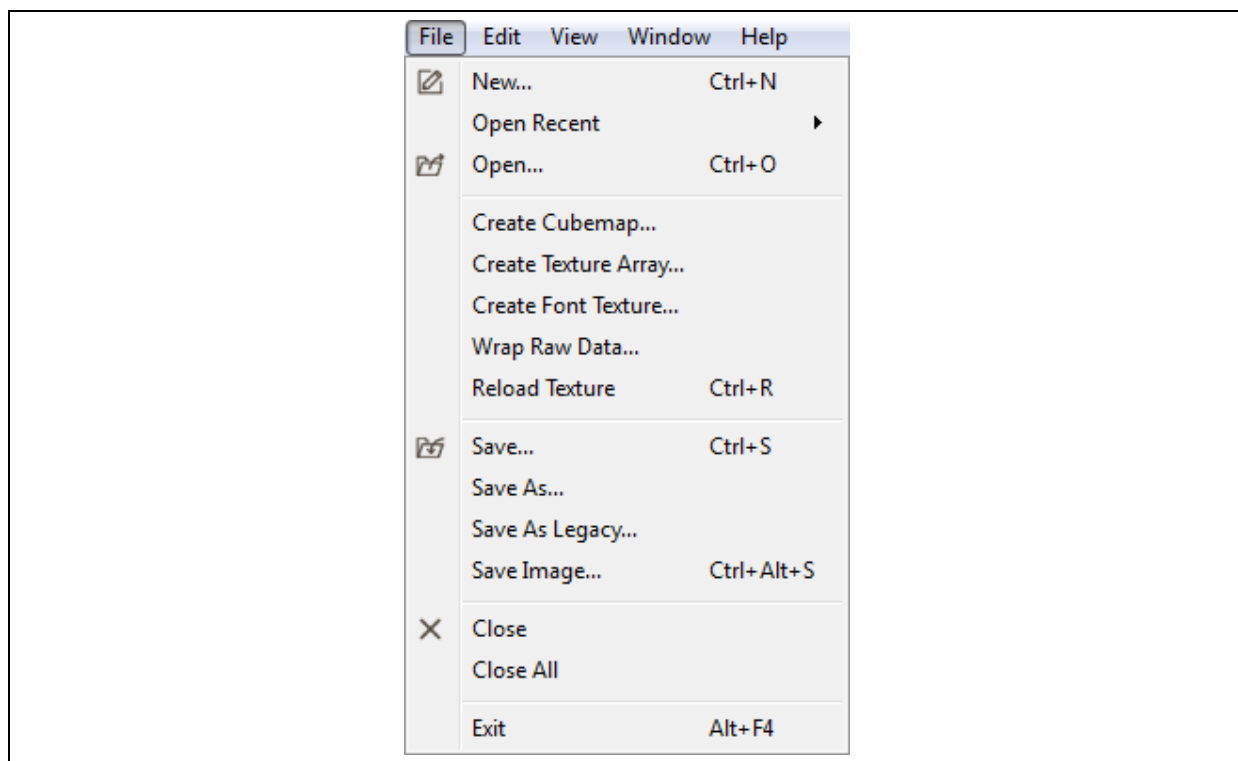 File Edit View Window Help
New... Ctrl+N
Open Recent
Open... Ctrl+O
Create Cubemap...
Create Texture Array...
Create Font Texture...
Wrap Raw Data...
Reload Texture Ctrl+R
Save... Ctrl+S
Save As...
Save As Legacy...
Save Image... Ctrl+Alt+S
Close
Close All
Exit Alt+F4